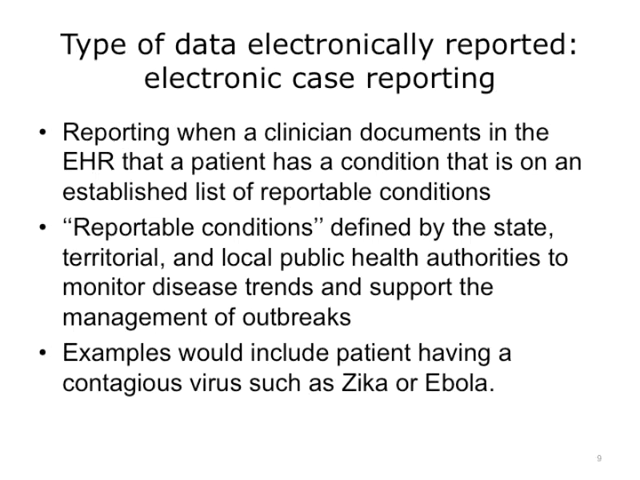 Type of data electronically reported:
electronic case reporting
• Reporting when a clinician documents in the
EHR that a patient has a condition that is on an
established list of reportable conditions
• ‘‘Reportable conditions’’ defined by the state,
territorial, and local public health authorities to
monitor disease trends and support the
management of outbreaks
• Examples would include patient having a
contagious virus such as Zika or Ebola.
9